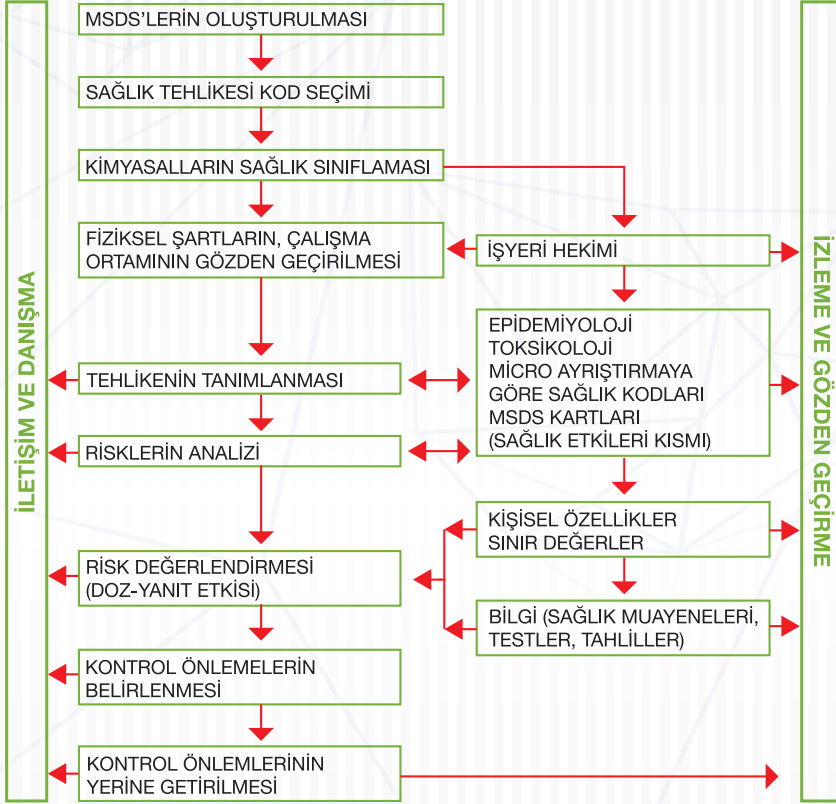 MSDS'LERİN OLUŞTURULMASI
SAĞLIK TEHLİKESİ KOD SEÇİMİ
KİMYASALLARIN SAĞLIK SINIFLAMASI
FİZİKSEL ŞARTLARIN, ÇALIŞMA
ORTAMININ GÖZDEN GEÇİRİLMESİ
İŞYERİ HEKİMİ
EPİDEMİYOLOJİ
TOKSİKOLOJİ
MİCRO AYRIŞTIRMAYA
GÖRE SAĞLIK KODLARI
MSDS KARTLARI
(SAĞLIK ETKİLERİ KISMI)
TEHLİKENİN TANIMLANMASI
RİSKLERİN ANALİZİ
KİŞİSEL ÖZELLİKLER
SINIR DEĞERLER
RİSK DEĞERLENDİRMESİ
(DOZ-YANIT ETKİSİ)
BİLGİ (SAĞLIK MUAYENELERİ,
TESTLER, TAHLİLLER)
KONTROL ÖNLEMELERİN
BELİRLENMESİ
KONTROL ÖNLEMLERİNİN
YERİNE GETİRİLMESİ
İLETİŞİM VE DANIŞMA
İZLEME VE GÖZDEN GEÇİRME